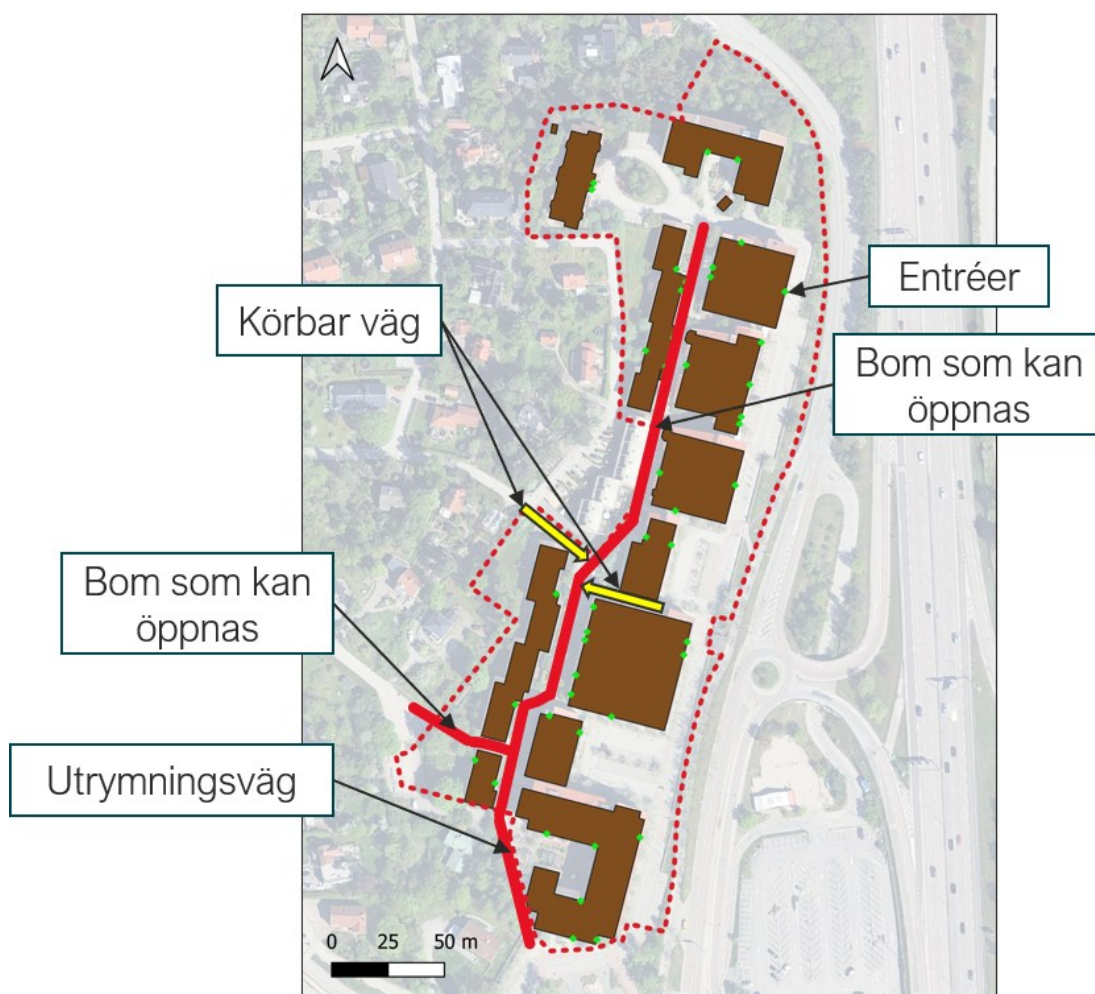 Entréer
Körbar väg
Bom som kan
öppnas
Bom som kan
öppnas
Utrymningsväg
0 25 50 m